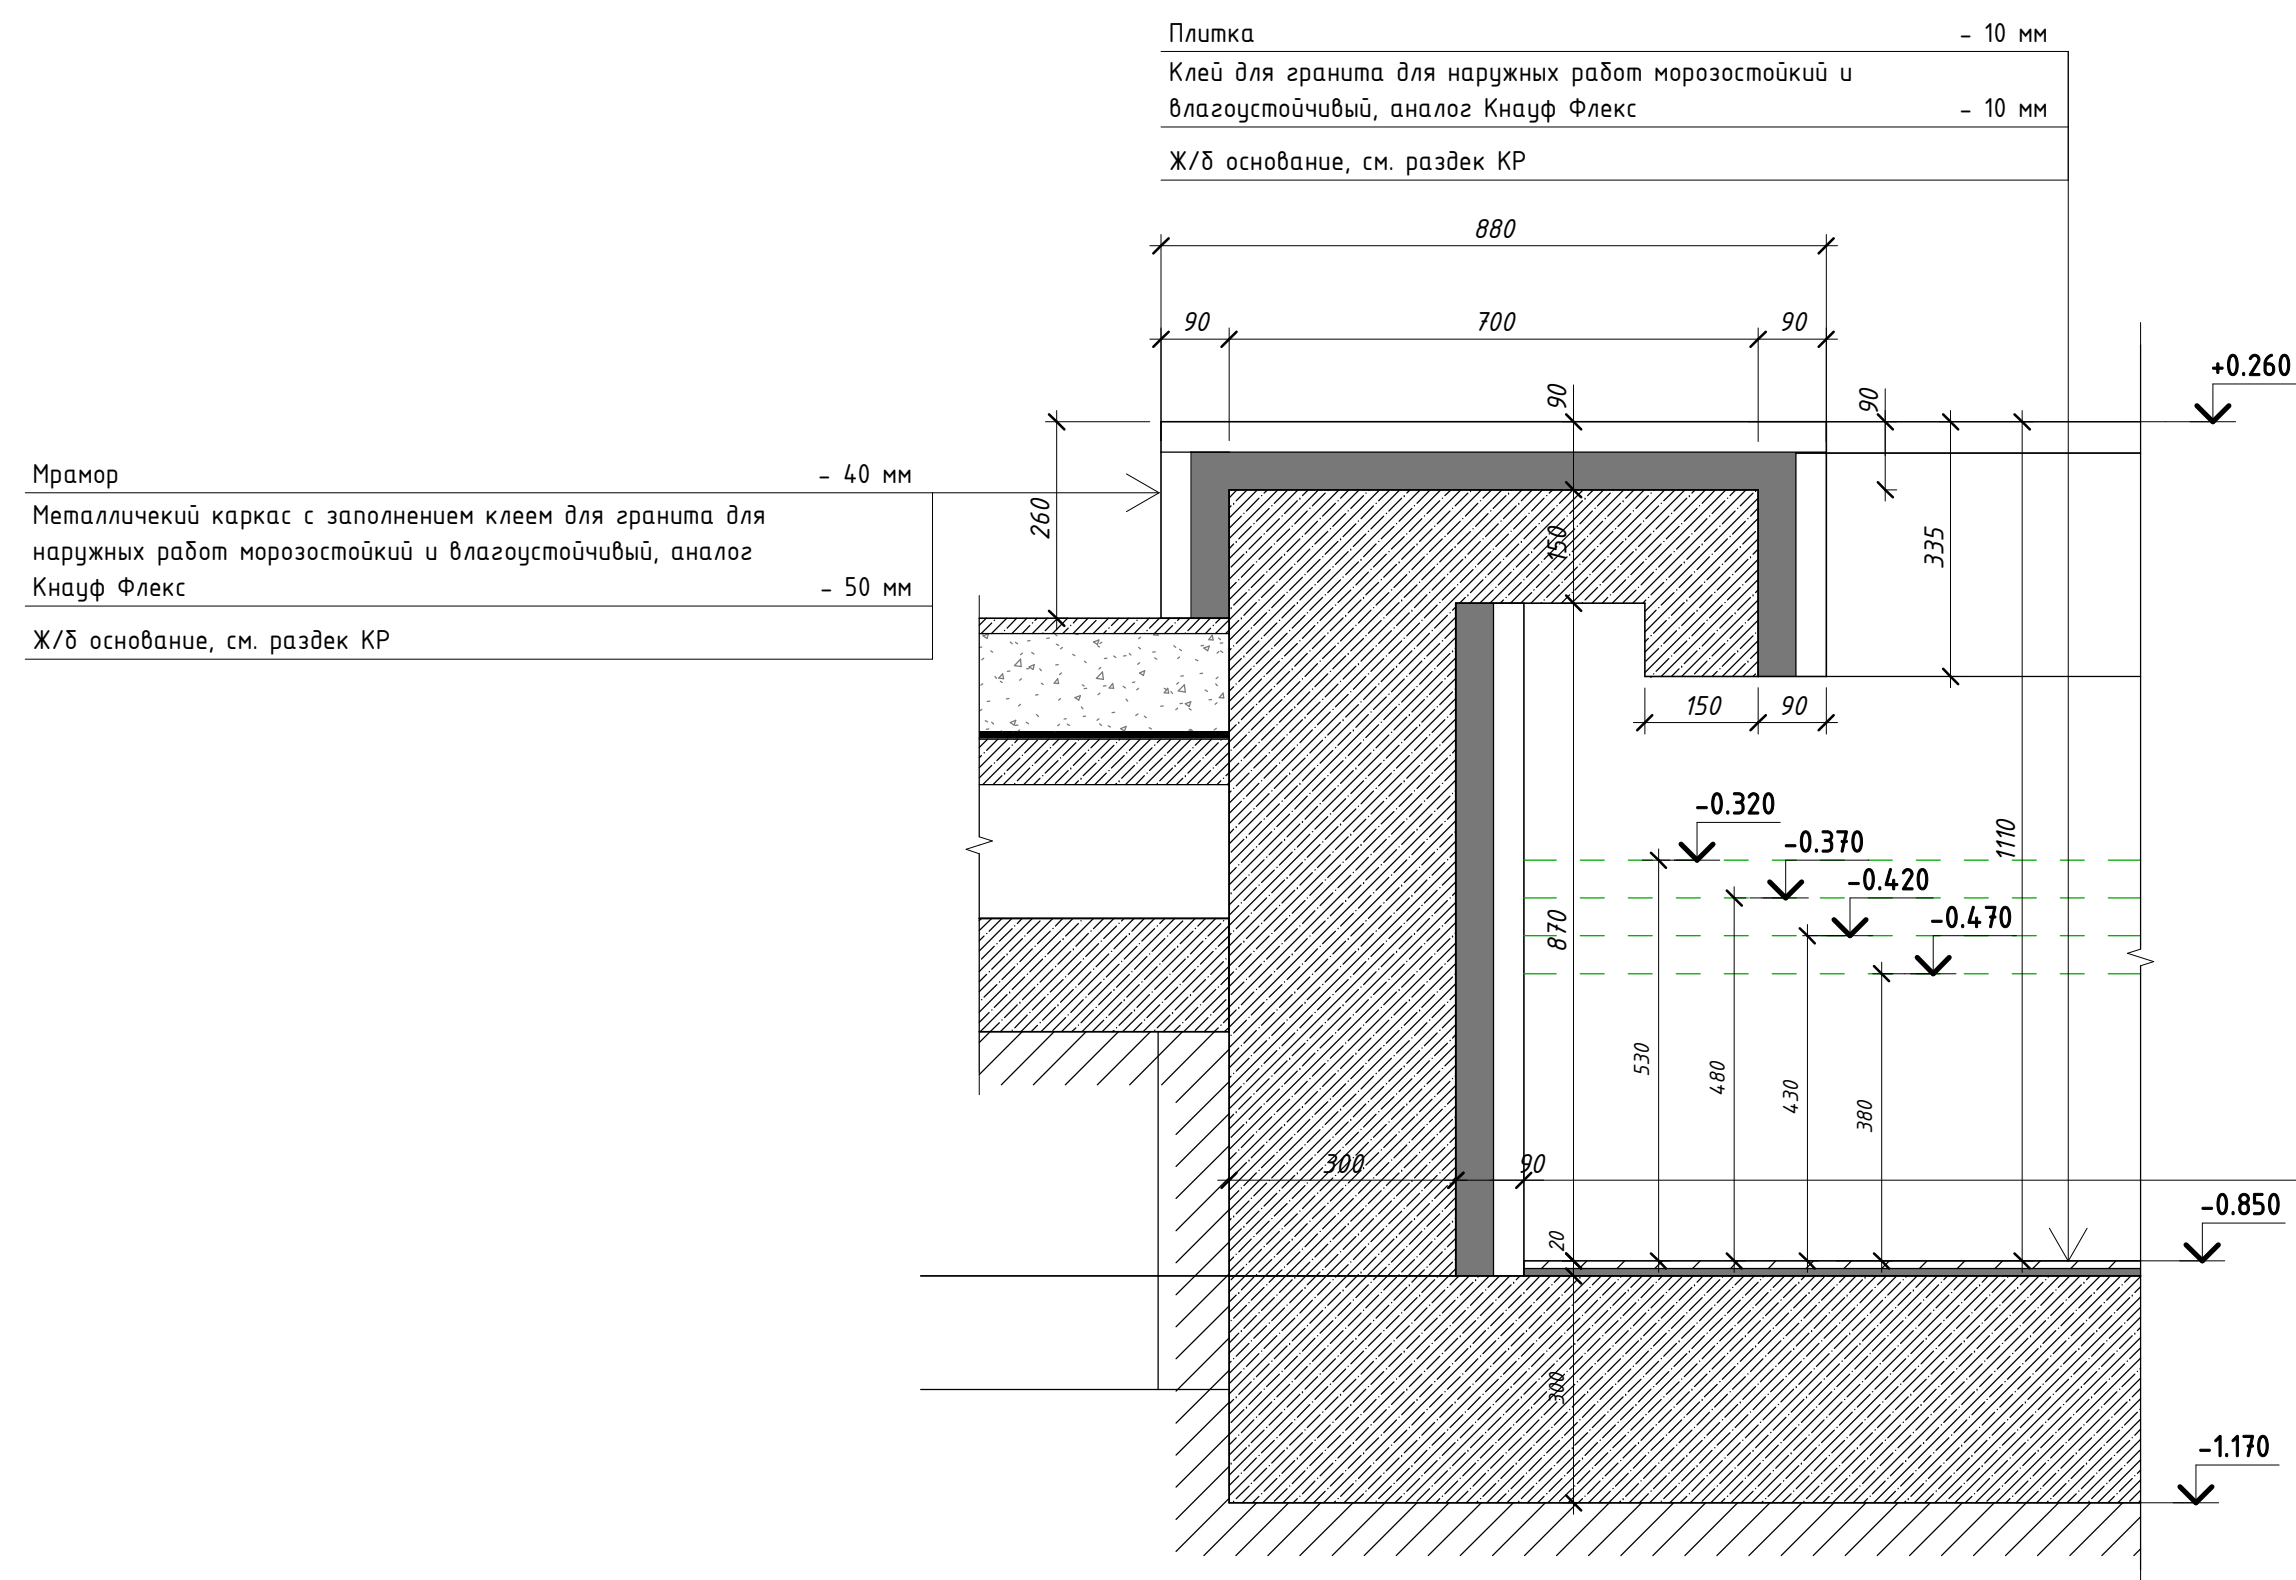 Плитка - 10 мм
Клей для гранита для наружных работ морозостойкий и
влагоустойчивый, аналог Кнауф Флекс - 10 мм
Ж/б основание, см. раздек КР
880
90 700 90
+0.260
90 90
Мрамор - 40 мм
Металличекий каркас с заполнением клеем для гранита для
наружных работ морозостойкий и влагоустойчивый, аналог
Кнауф Флекс - 50 мм
Ж/б основание, см. раздек КР
260
150
335
150 90
-0.320
-0.370
-0.420
-0.470
1110
870
530
480
430
380
300 90
20
-0.850
300
-1.170